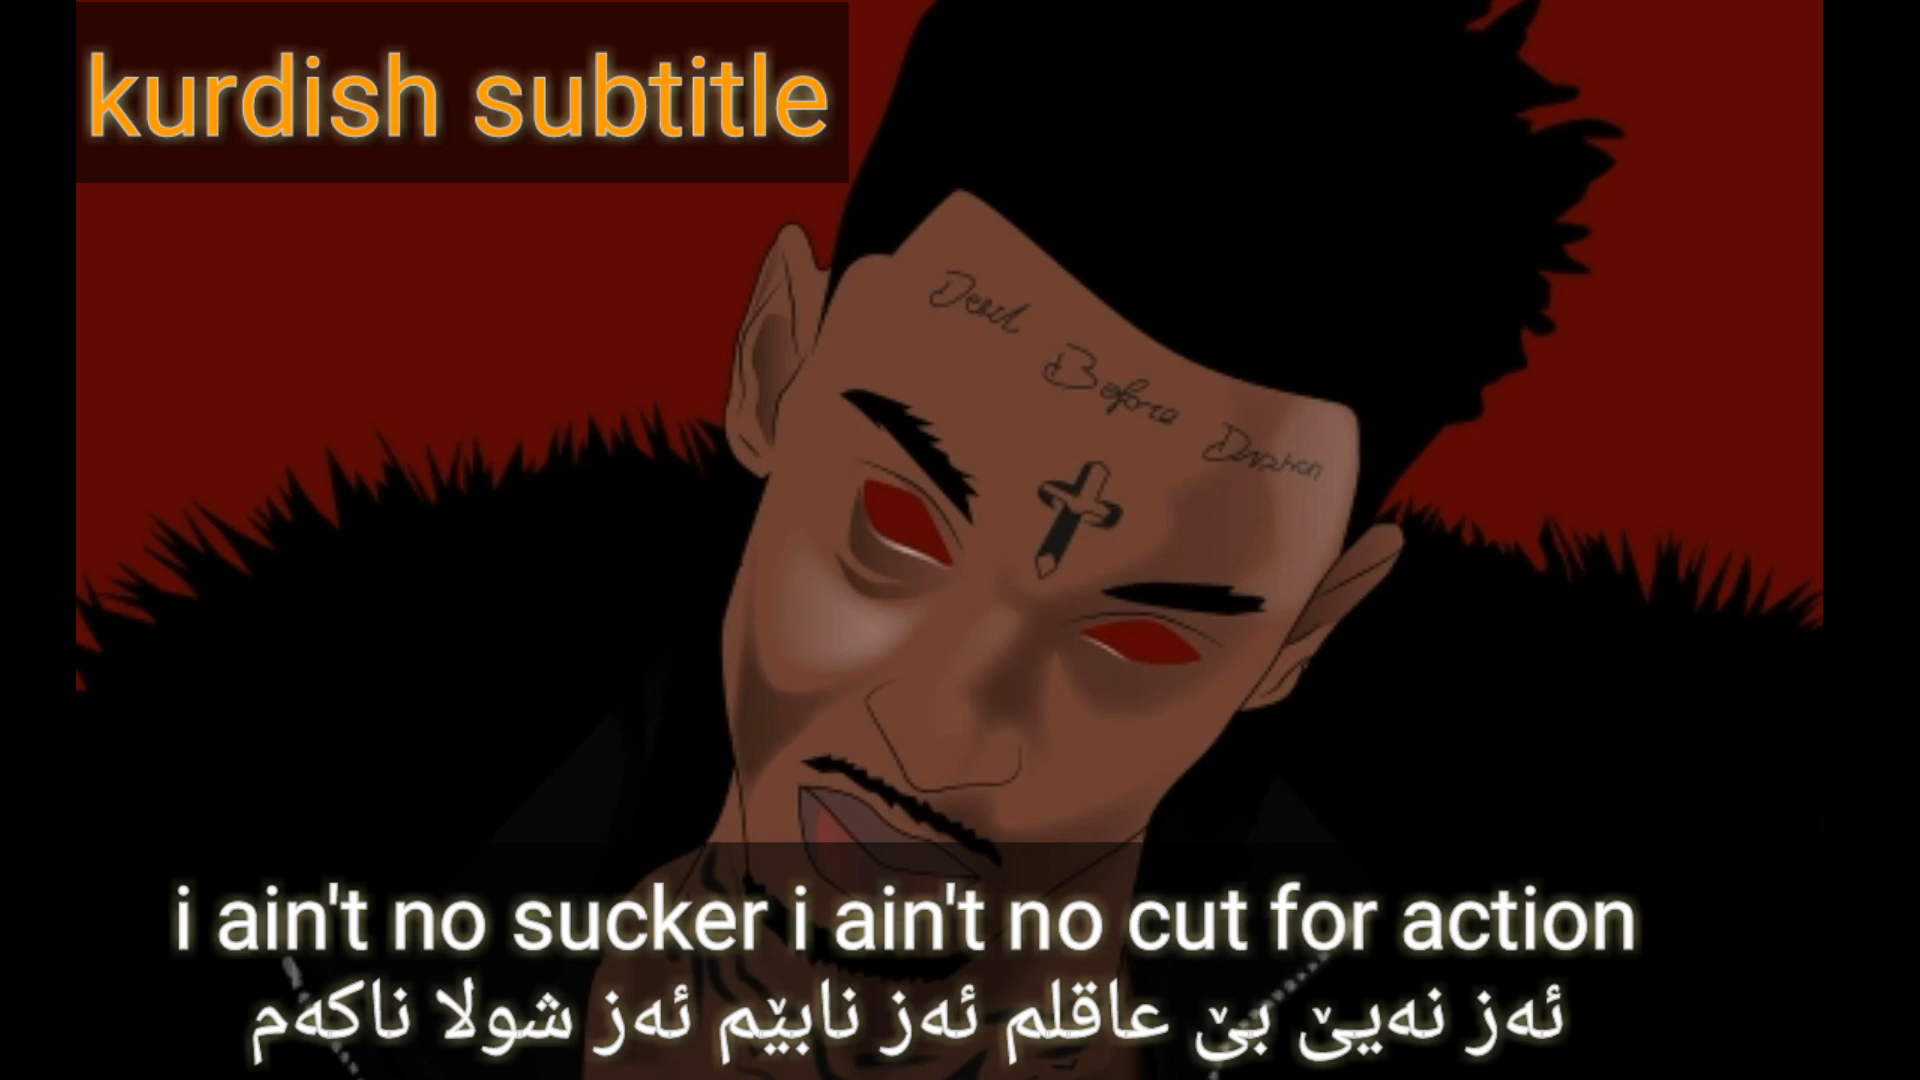 kurdish subtitle
Dead
Before
i ain't no sucker i ain't no cut for action
ئەز نەیێ بێ عاقلم ئەز نابێم ئەز شولا ناکەم